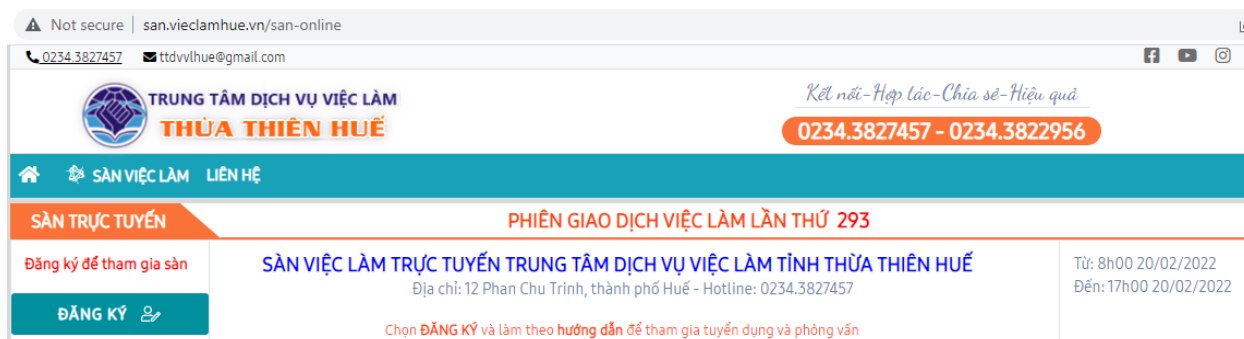 Not secure | san.vieclamhue.vn/san-online
0234.3827457 ttdvvlhue@gmail.com
TRUNG TÂM DỊCH VỤ VIỆC LÀM
THỪA THIÊN HUẾ
Kết nối-Hợp tác-Chia sẻ-Hiệu quả
0234.3827457 - 0234.3822956
SÀN VIỆC LÀM LIÊN HỆ
SÀN TRỰC TUYẾN
PHIÊN GIAO DỊCH VIỆC LÀM LẦN THỨ 293
Đăng ký để tham gia sàn
ĐĂNG KÝ
SÀN VIỆC LÀM TRỰC TUYẾN TRUNG TÂM DỊCH VỤ VIỆC LÀM TỈNH THỪA THIÊN HUẾ
Địa chỉ: 12 Phan Chu Trinh, thành phố Huế - Hotline: 0234.3827457
Chọn ĐĂNG KÝ và làm theo hướng dẫn để tham gia tuyển dụng và phỏng vấn
Từ: 8h00 20/02/2022
Đến: 17h00 20/02/2022